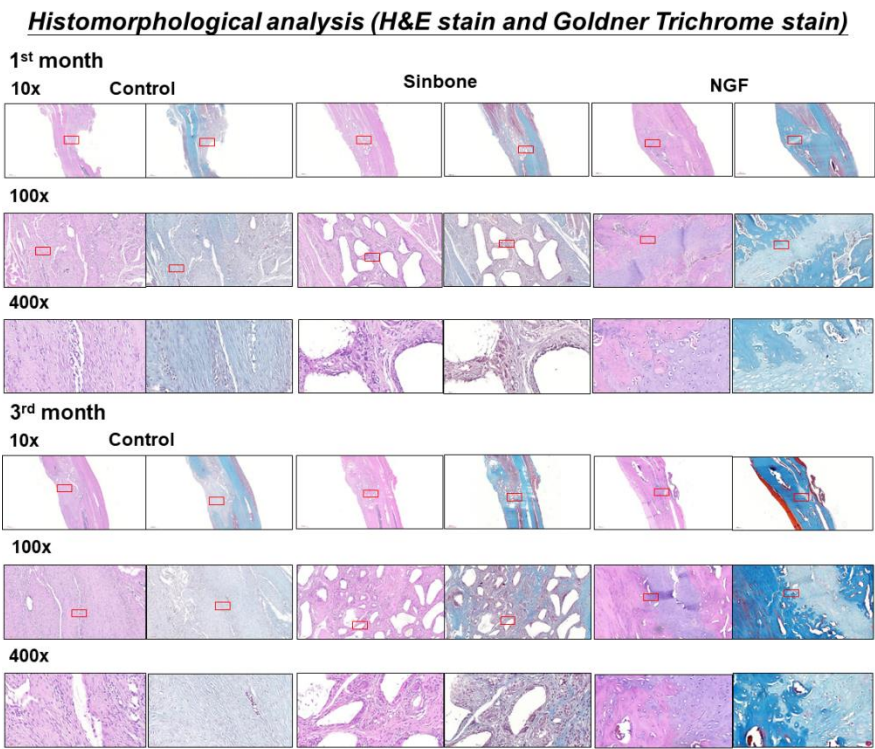 Histomorphological analysis (H&E stain and Goldner Trichrome stain)
1st month
10x Control Sinbone NGF
100x
400x
3rd month
10x Control
100x
400x